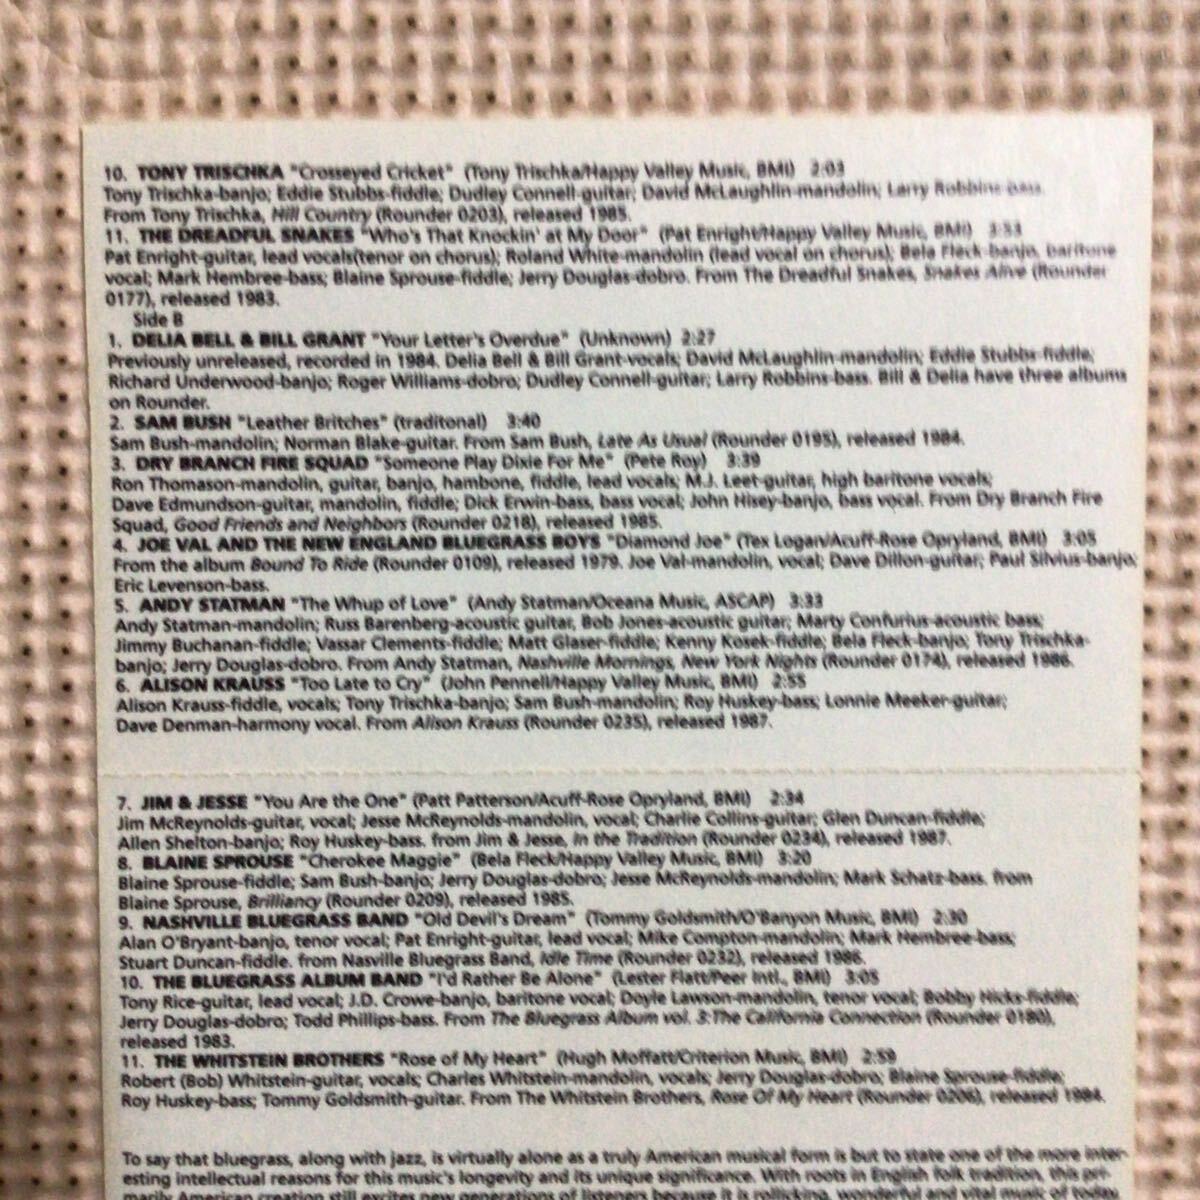 10. TONY TRISCHKA "Crosseyed Cricket" (Tony Trischka/Happy Valley Music, BMI) 2:03
Tony Trischka-banjo; Eddie Stubbs-fiddle; Dudley Connell-guitar; David McLaughlin-mandolin; Larry Robbins-bass.
From Tony Trischka, Hill Country (Rounder 0203), released 1985.
11. THE DREADFUL SNAKES "Who's That Knockin' at My Door" (Pat Enright/Happy Valley Music, BMI) 3:53
Pat Enright-guitar, lead vocals(tenor on chorus); Roland White-mandolin (lead vocal on chorus); Bela Fleck-banjo, baritone
vocal; Mark Hembree-bass; Blaine Sprouse-fiddle; Jerry Douglas-dobro. From The Dreadful Snakes, Snakes Alive (Rounder
0177), released 1983.
Side B
1. DELIA BELL & BILL GRANT "Your Letter's Overdue" (Unknown) 2:27
Previously unreleased, recorded in 1984. Delia Bell & Bill Grant-vocals; David McLaughlin-mandolin; Eddie Stubbs-fiddle;
Richard Underwood-banjo; Roger Williams-dobro; Dudley Connell-guitar; Larry Robbins-bass. Bill & Delia have three albums
on Rounder.
2. SAM BUSH "Leather Britches" (traditonal) 3:40
Sam Bush-mandolin; Norman Blake-guitar. From Sam Bush, Late As Usual (Rounder 0195), released 1984.
3. DRY BRANCH FIRE SQUAD "Someone Play Dixie For Me" (Pete Roy) 3:39
Ron Thomason-mandolin, guitar, banjo, hambone, fiddle, lead vocals; M.J. Leet-guitar, high baritone vocals;
Dave Edmundson-guitar, mandolin, fiddle; Dick Erwin-bass, bass vocal; John Hisey-banjo, bass vocal. From Dry Branch Fire
Squad, Good Friends and Neighbors (Rounder 0218), released 1985.
4. JOE VAL AND THE NEW ENGLAND BLUEGRASS BOYS "Diamond Joe" (Tex Logan/Acuff-Rose Opryland, BMI) 3:05
From the album Bound To Ride (Rounder 0109), released 1979. Joe Val-mandolin, vocal; Dave Dillon-guitar; Paul Silvius-banjo;
Eric Levenson-bass.
5. ANDY STATMAN "The Whup of Love" (Andy Statman/Oceana Music, ASCAP) 3:33
Andy Statman-mandolin; Russ Barenberg-acoustic guitar, Bob Jones-acoustic guitar; Marty Confurius-acoustic bass;
Jimmy Buchanan-fiddle; Vassar Clements-fiddle; Matt Glaser-fiddle; Kenny Kosek-fiddle; Bela Fleck-banjo; Tony Trischka-
banjo; Jerry Douglas-dobro. From Andy Statman, Nashville Mornings, New York Nights (Rounder 0174), released 1986.
6. ALISON KRAUSS "Too Late to Cry" (John Pennell/Happy Valley Music, BMI) 2:55
Alison Krauss-fiddle, vocals; Tony Trischka-banjo; Sam Bush-mandolin; Roy Huskey-bass; Lonnie Meeker-guitar;
Dave Denman-harmony vocal. From Alison Krauss (Rounder 0235), released 1987.
7. JIM & JESSE "You Are the One" (Patt Patterson/Acuff-Rose Opryland, BMI) 2:34
Jim McReynolds-guitar, vocal; Jesse McReynolds-mandolin, vocal; Charlie Collins-guitar; Glen Duncan-fiddle;
Allen Shelton-banjo; Roy Huskey-bass. from Jim & Jesse, In the Tradition (Rounder 0234), released 1987.
8. BLAINE SPROUSE "Cherokee Maggie" (Bela Fleck/Happy Valley Music, BMI) 3:20
Blaine Sprouse-fiddle; Sam Bush-banjo; Jerry Douglas-dobro; Jesse McReynolds-mandolin; Mark Schatz-bass. from
Blaine Sprouse, Brilliancy (Rounder 0209), released 1985.
9. NASHVILLE BLUEGRASS BAND "Old Devil's Dream" (Tommy Goldsmith/O'Banyon Music, BMI) 2:30
Alan O'Bryant-banjo, tenor vocal; Pat Enright-guitar, lead vocal; Mike Compton-mandolin; Mark Hembree-bass;
Stuart Duncan-fiddle. from Nasville Bluegrass Band, Idle Time (Rounder 0232), released 1986.
10. THE BLUEGRASS ALBUM BAND "I'd Rather Be Alone" (Lester Flatt/Peer Intl., BMI) 3:05
Tony Rice-guitar, lead vocal; J.D. Crowe-banjo, baritone vocal; Doyle Lawson-mandolin, tenor vocal; Bobby Hicks-fiddle;
Jerry Douglas-dobro; Todd Phillips-bass. From The Bluegrass Album vol. 3:The California Connection (Rounder 0180),
released 1983.
11. THE WHITSTEIN BROTHERS "Rose of My Heart" (Hugh Moffatt/Criterion Music, BMI) 2:59
Robert (Bob) Whitstein-guitar, vocals; Charles Whitstein-mandolin, vocals; Jerry Douglas-dobro; Blaine Sprouse-fiddle;
Roy Huskey-bass; Tommy Goldsmith-guitar. From The Whitstein Brothers, Rose Of My Heart (Rounder 0206), released 1984.
To say that bluegrass, along with jazz, is virtually alone as a truly American musical form is but to state one of the more inter-
esting intellectual reasons for this music's longevity and its unique significance. With roots in English folk tradition, this pri-
marily American creation still excites new generations of listeners because it is rollicking, wonderful and vital music of today.